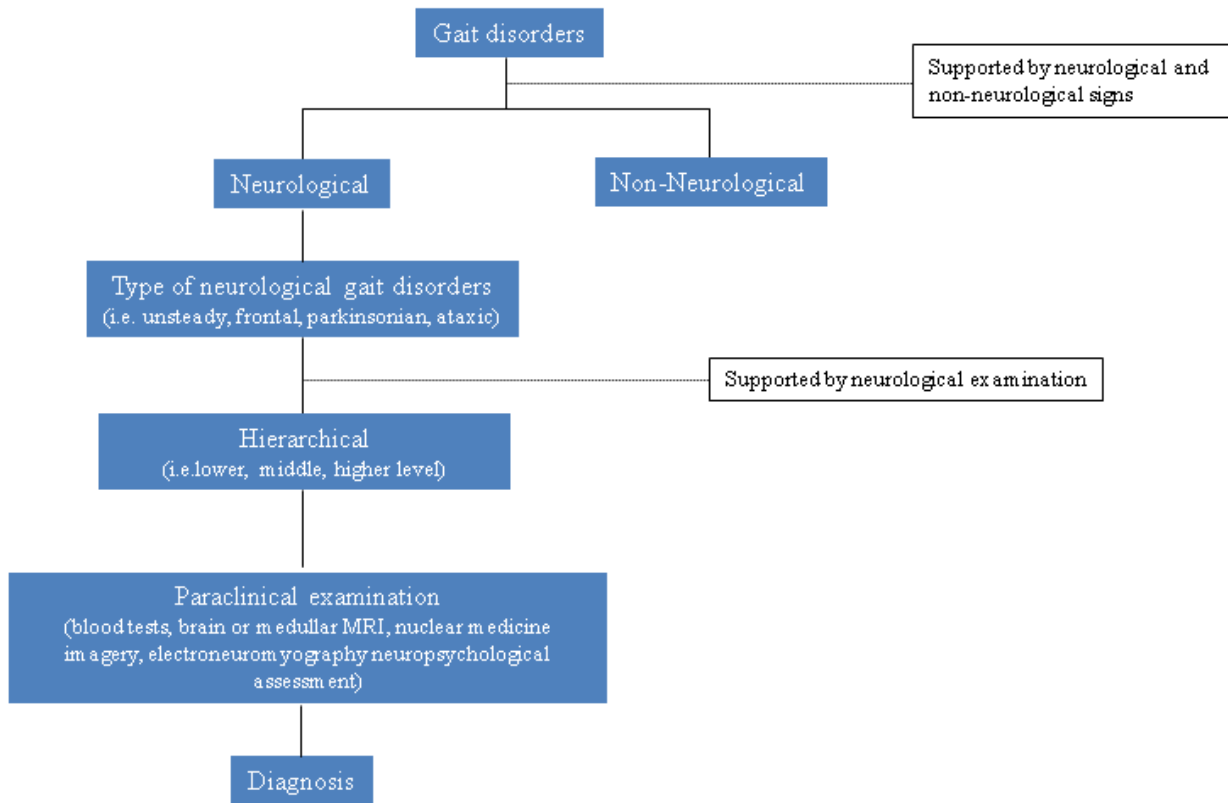 Gait disorders
Supported by neurological and
non-neurological signs
Neurological
Non-Neurological
Type of neurological gait disorders
(i.e. unsteady, frontal, parkinsonian, ataxic)
Supported by neurological examination
Hierarchical
(i.e.lower, middle, higher level)
Paraclinical examination
(blood tests, brain or medullar MRI, nuclear medicine
imagery, electroneuromyography neuropsychological
assessment)
Diagnosis